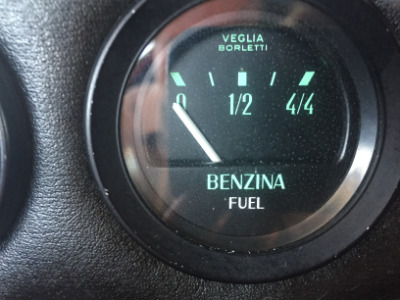 VEGLIA
BORLETTI
0 1/2 4/4
BENZINA
FUEL